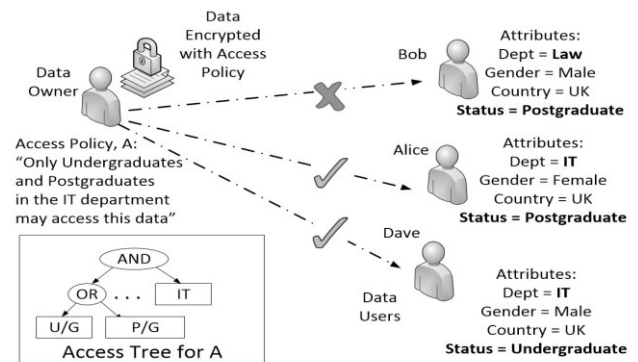 Data
Encrypted
with Access
Policy
Data
Owner
Access Policy, A:
“Only Undergraduates
and Postgraduates
in the IT department
may access this data”
AND
OR
. . .
IT
U/G
P/G
Access Tree for A
Bob
Attributes:
Dept = Law
Gender = Male
Country = UK
Status = Postgraduate
Alice
Attributes:
Dept = IT
Gender = Female
Country = UK
Status = Postgraduate
Dave
Data
Users
Attributes:
Dept = IT
Gender = Male
Country = UK
Status = Undergraduate